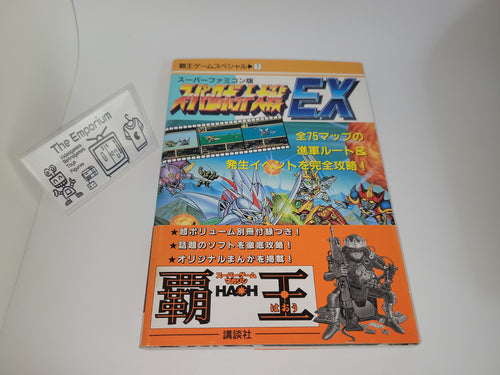 The Emporium
Videogames
Retrogames
Toys
Figures
覇王ゲームスペシャル▶7
スーパーファミコン版
スーパーロボット大戦
EX
全75マップの
進軍ルート&
発生イベントを完全攻略!
★超ボリューム別冊付録つき!
★話題のソフトを徹底攻略!
★オリジナルまんがを掲載!
覇王
スーパーゲーム
マガジン
HAOH
はおう
講談社